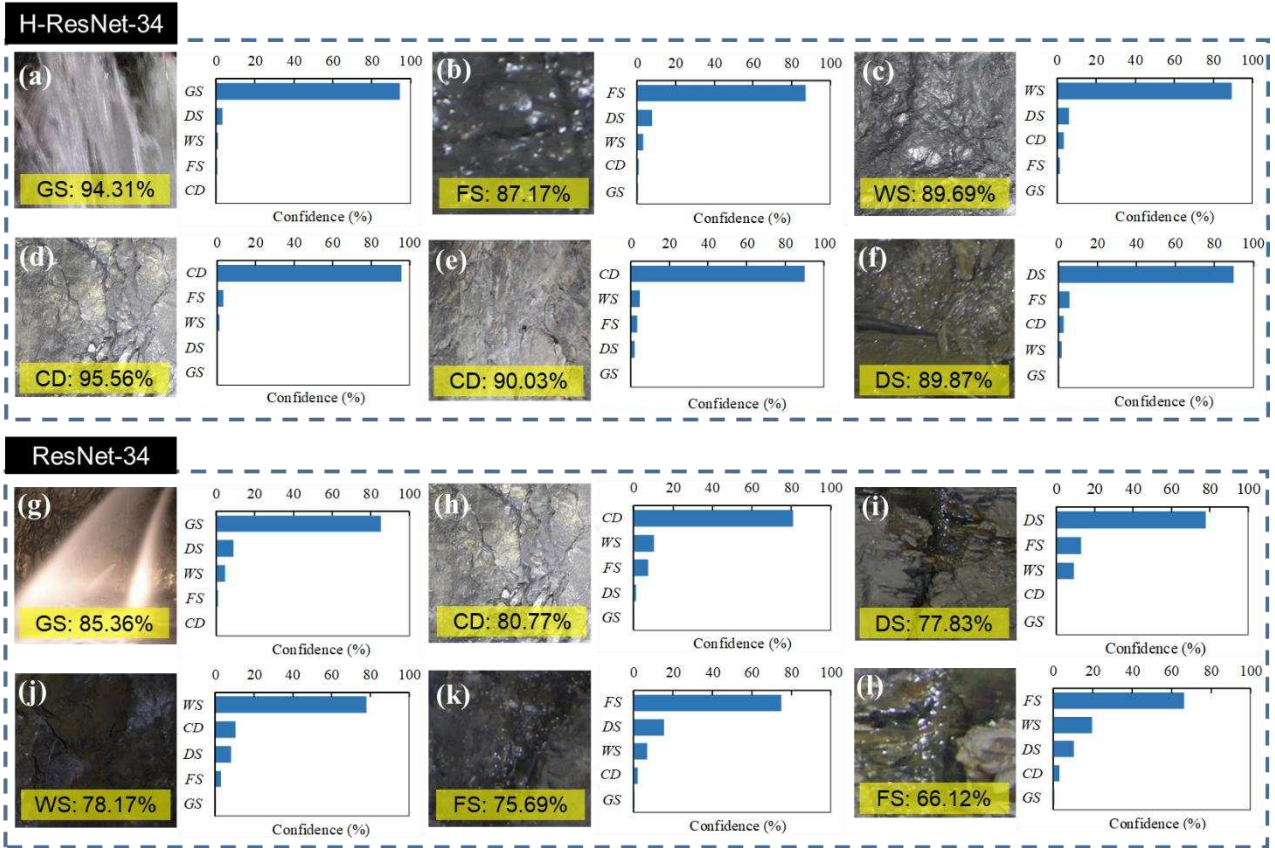 H-ResNet-34
(a)
GS: 94.31%
0 20 40 60 80 100
GS
DS
WS
FS
CD
Confidence (%)
(b)
FS: 87.17%
0 20 40 60 80 100
FS
DS
WS
CD
GS
Confidence (%)
(c)
WS: 89.69%
0 20 40 60 80 100
WS
DS
CD
FS
GS
Confidence (%)
(d)
CD: 95.56%
0 20 40 60 80 100
CD
FS
WS
DS
GS
Confidence (%)
(e)
CD: 90.03%
0 20 40 60 80 100
CD
WS
FS
DS
GS
Confidence (%)
(f)
DS: 89.87%
0 20 40 60 80 100
DS
FS
CD
WS
GS
Confidence (%)
ResNet-34
(g)
GS: 85.36%
0 20 40 60 80 100
GS
DS
WS
FS
CD
Confidence (%)
(h)
CD: 80.77%
0 20 40 60 80 100
CD
WS
FS
DS
GS
Confidence (%)
(i)
DS: 77.83%
0 20 40 60 80 100
DS
FS
WS
CD
GS
Confidence (%)
(j)
WS: 78.17%
0 20 40 60 80 100
WS
CD
DS
FS
GS
Confidence (%)
(k)
FS: 75.69%
0 20 40 60 80 100
FS
DS
WS
CD
GS
Confidence (%)
(l)
FS: 66.12%
0 20 40 60 80 100
FS
WS
DS
CD
GS
Confidence (%)